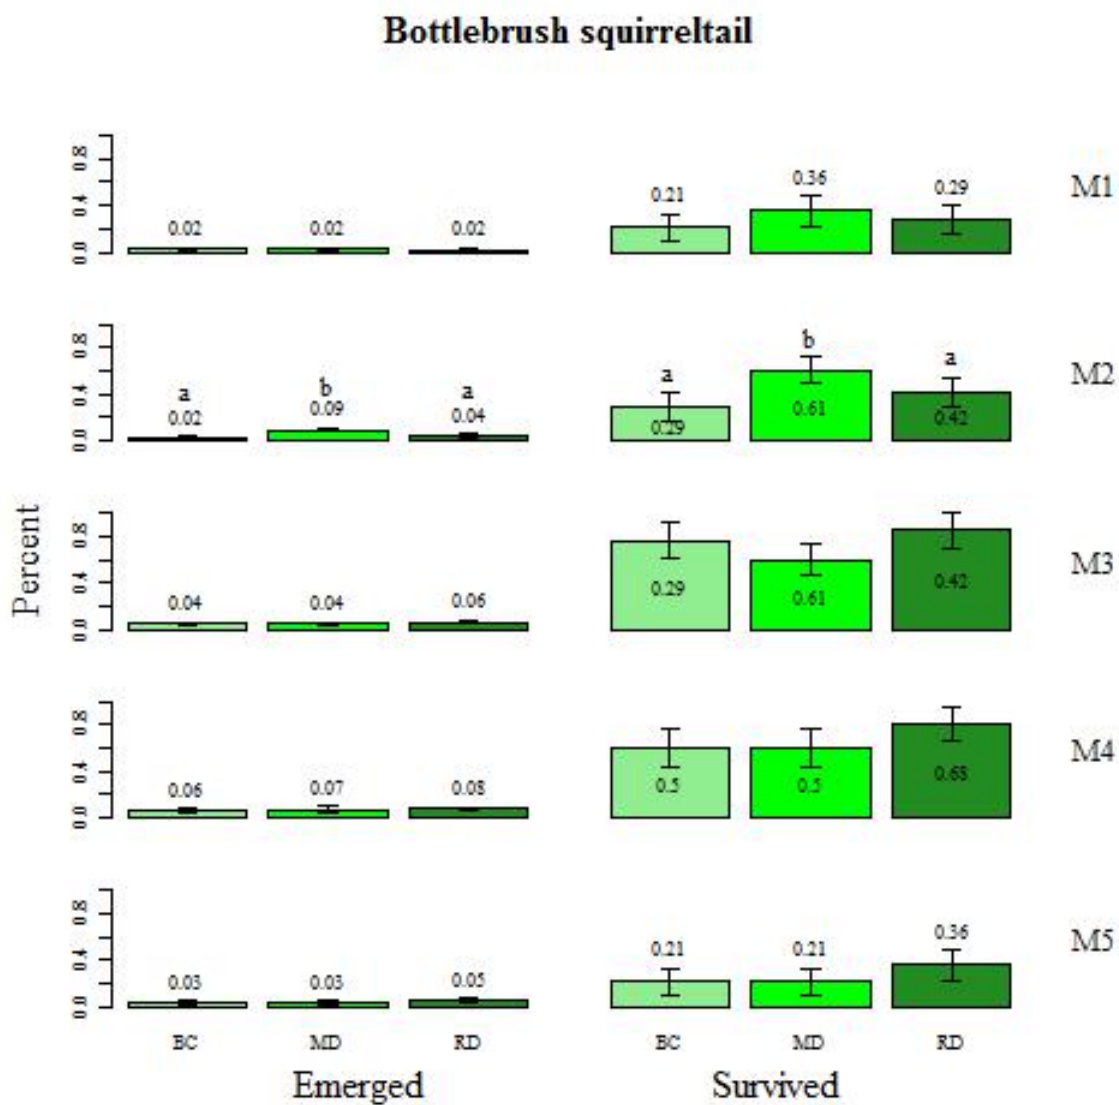 Bottlebrush squirreltail
0.0 0.4 0.8
0.02 0.02 0.02
0.21 0.36 0.29
M1
0.0 0.4 0.8
a b a
0.02 0.09 0.04
a b a
0.29 0.61 0.42
M2
Percent
0.0 0.4 0.8
0.04 0.04 0.06
0.29 0.61 0.42
M3
0.0 0.4 0.8
0.06 0.07 0.08
0.5 0.5 0.68
M4
0.0 0.4 0.8
0.03 0.03 0.05
0.21 0.21 0.36
M5
BC MD RD BC MD RD
Emerged Survived